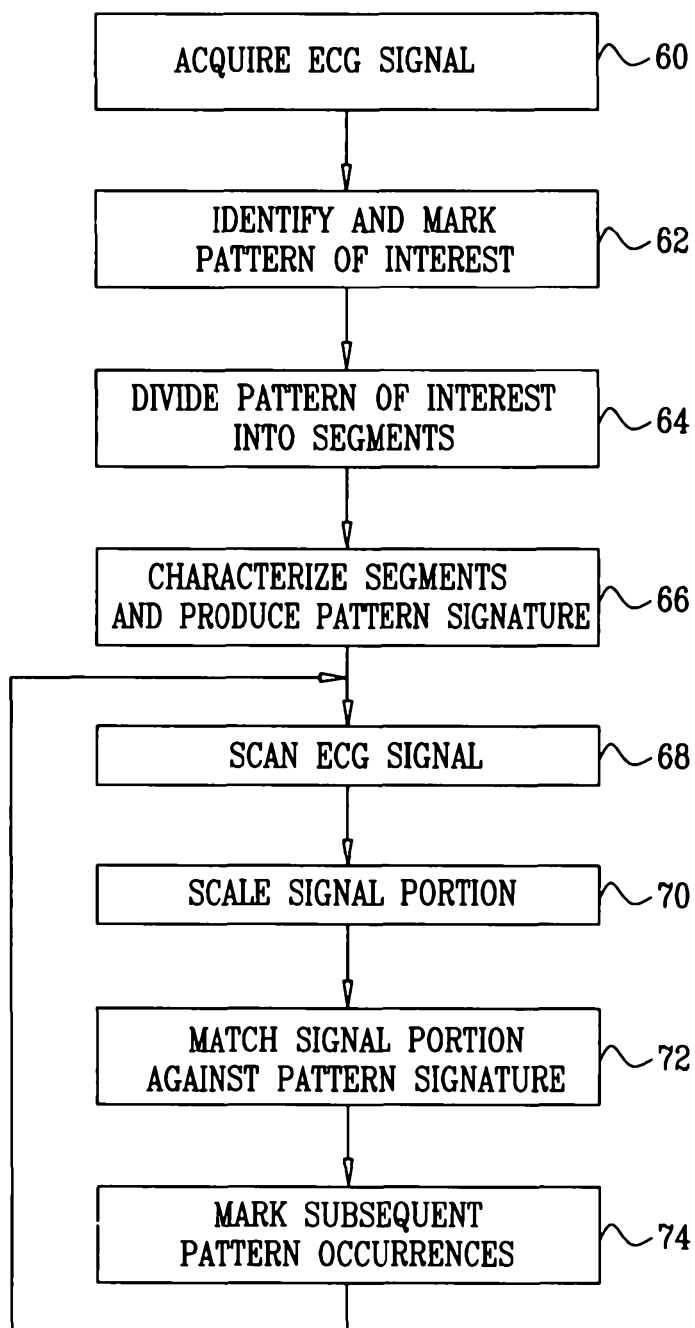 ACQUIRE ECG SIGNAL
60
IDENTIFY AND MARK
PATTERN OF INTEREST
62
DIVIDE PATTERN OF INTEREST
INTO SEGMENTS
64
CHARACTERIZE SEGMENTS
AND PRODUCE PATTERN SIGNATURE
66
SCAN ECG SIGNAL
68
SCALE SIGNAL PORTION
70
MATCH SIGNAL PORTION
AGAINST PATTERN SIGNATURE
72
MARK SUBSEQUENT
PATTERN OCCURRENCES
74